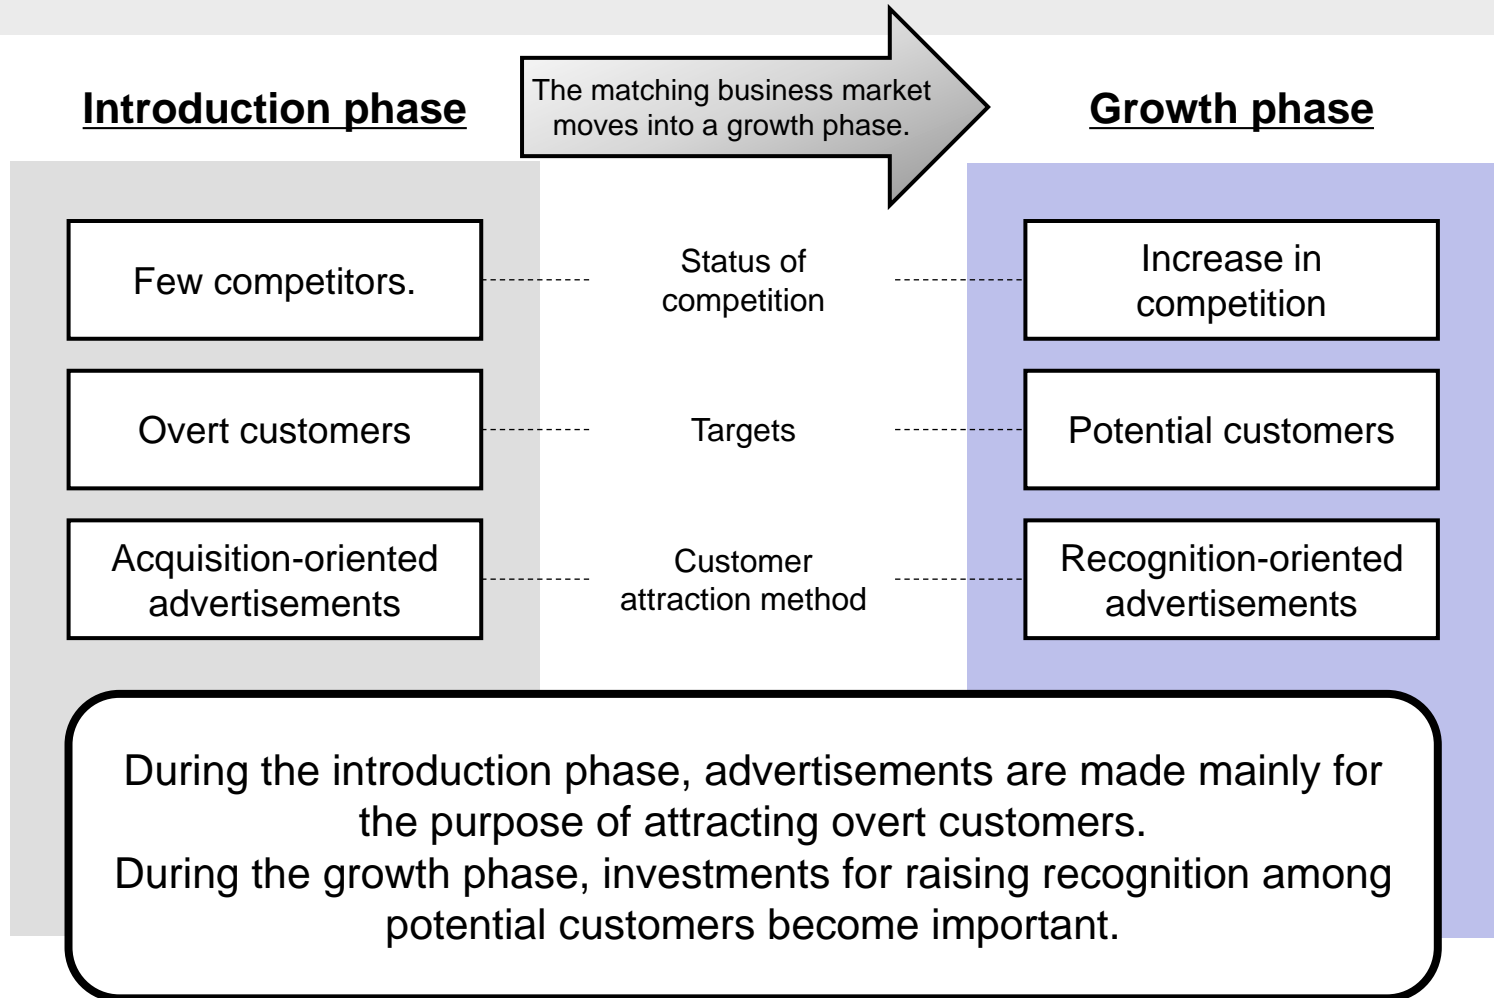 Introduction phase
The matching business market
moves into a growth phase.
Growth phase
Few competitors.
Status of
competition
Increase in
competition
Overt customers
Targets
Potential customers
Acquisition-oriented
advertisements
Customer
attraction method
Recognition-oriented
advertisements
During the introduction phase, advertisements are made mainly for
the purpose of attracting overt customers.
During the growth phase, investments for raising recognition among
potential customers become important.